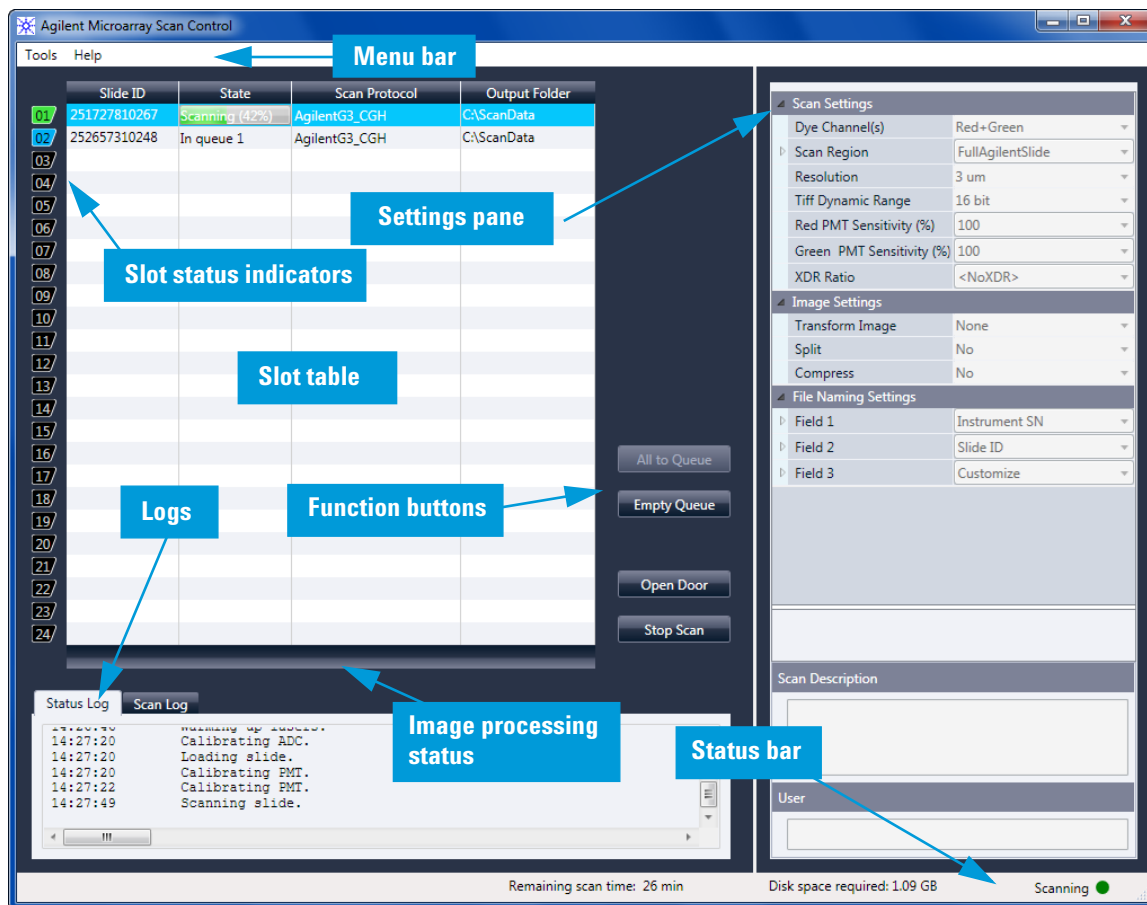 Agilent Microarray Scan Control
Tools Help
Menu bar
Slide ID State Scan Protocol Output Folder
01 251727810267 Scanning (42%) AgilentG3_CGH C:\ScanData
02 252657310248 In queue 1 AgilentG3_CGH C:\ScanData
03
04
05
06
07
08
09
10
11
12
13
14
15
16
17
18
19
20
21
22
23
24
Slot status indicators
Settings pane
Slot table
Logs
Function buttons
All to Queue
Empty Queue
Open Door
Stop Scan
Scan Settings
Dye Channel(s) Red+Green
Scan Region FullAgilentSlide
Resolution 3 um
Tiff Dynamic Range 16 bit
Red PMT Sensitivity (%) 100
Green PMT Sensitivity (%) 100
XDR Ratio <NoXDR>
Image Settings
Transform Image None
Split No
Compress No
File Naming Settings
Field 1 Instrument SN
Field 2 Slide ID
Field 3 Customize
Scan Description
User
Status Log Scan Log
14:27:20 Calibrating ADC.
14:27:20 Loading slide.
14:27:20 Calibrating PMT.
14:27:22 Calibrating PMT.
14:27:49 Scanning slide.
Image processing
status
Status bar
Remaining scan time: 26 min Disk space required: 1.09 GB Scanning